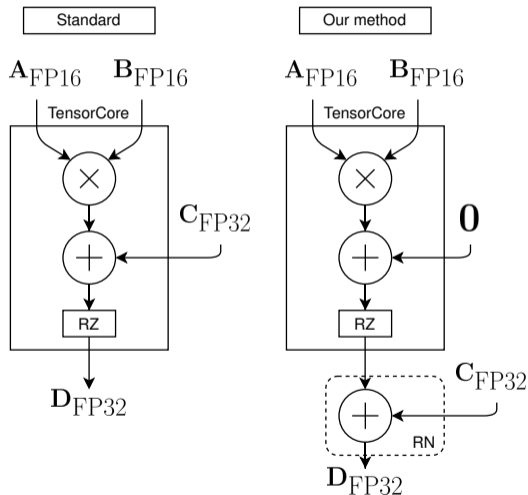 Standard
A_FP16 B_FP16
TensorCore
×
C_FP32
+
RZ
D_FP32
Our method
A_FP16 B_FP16
TensorCore
×
0
+
RZ
C_FP32
+
RN
D_FP32